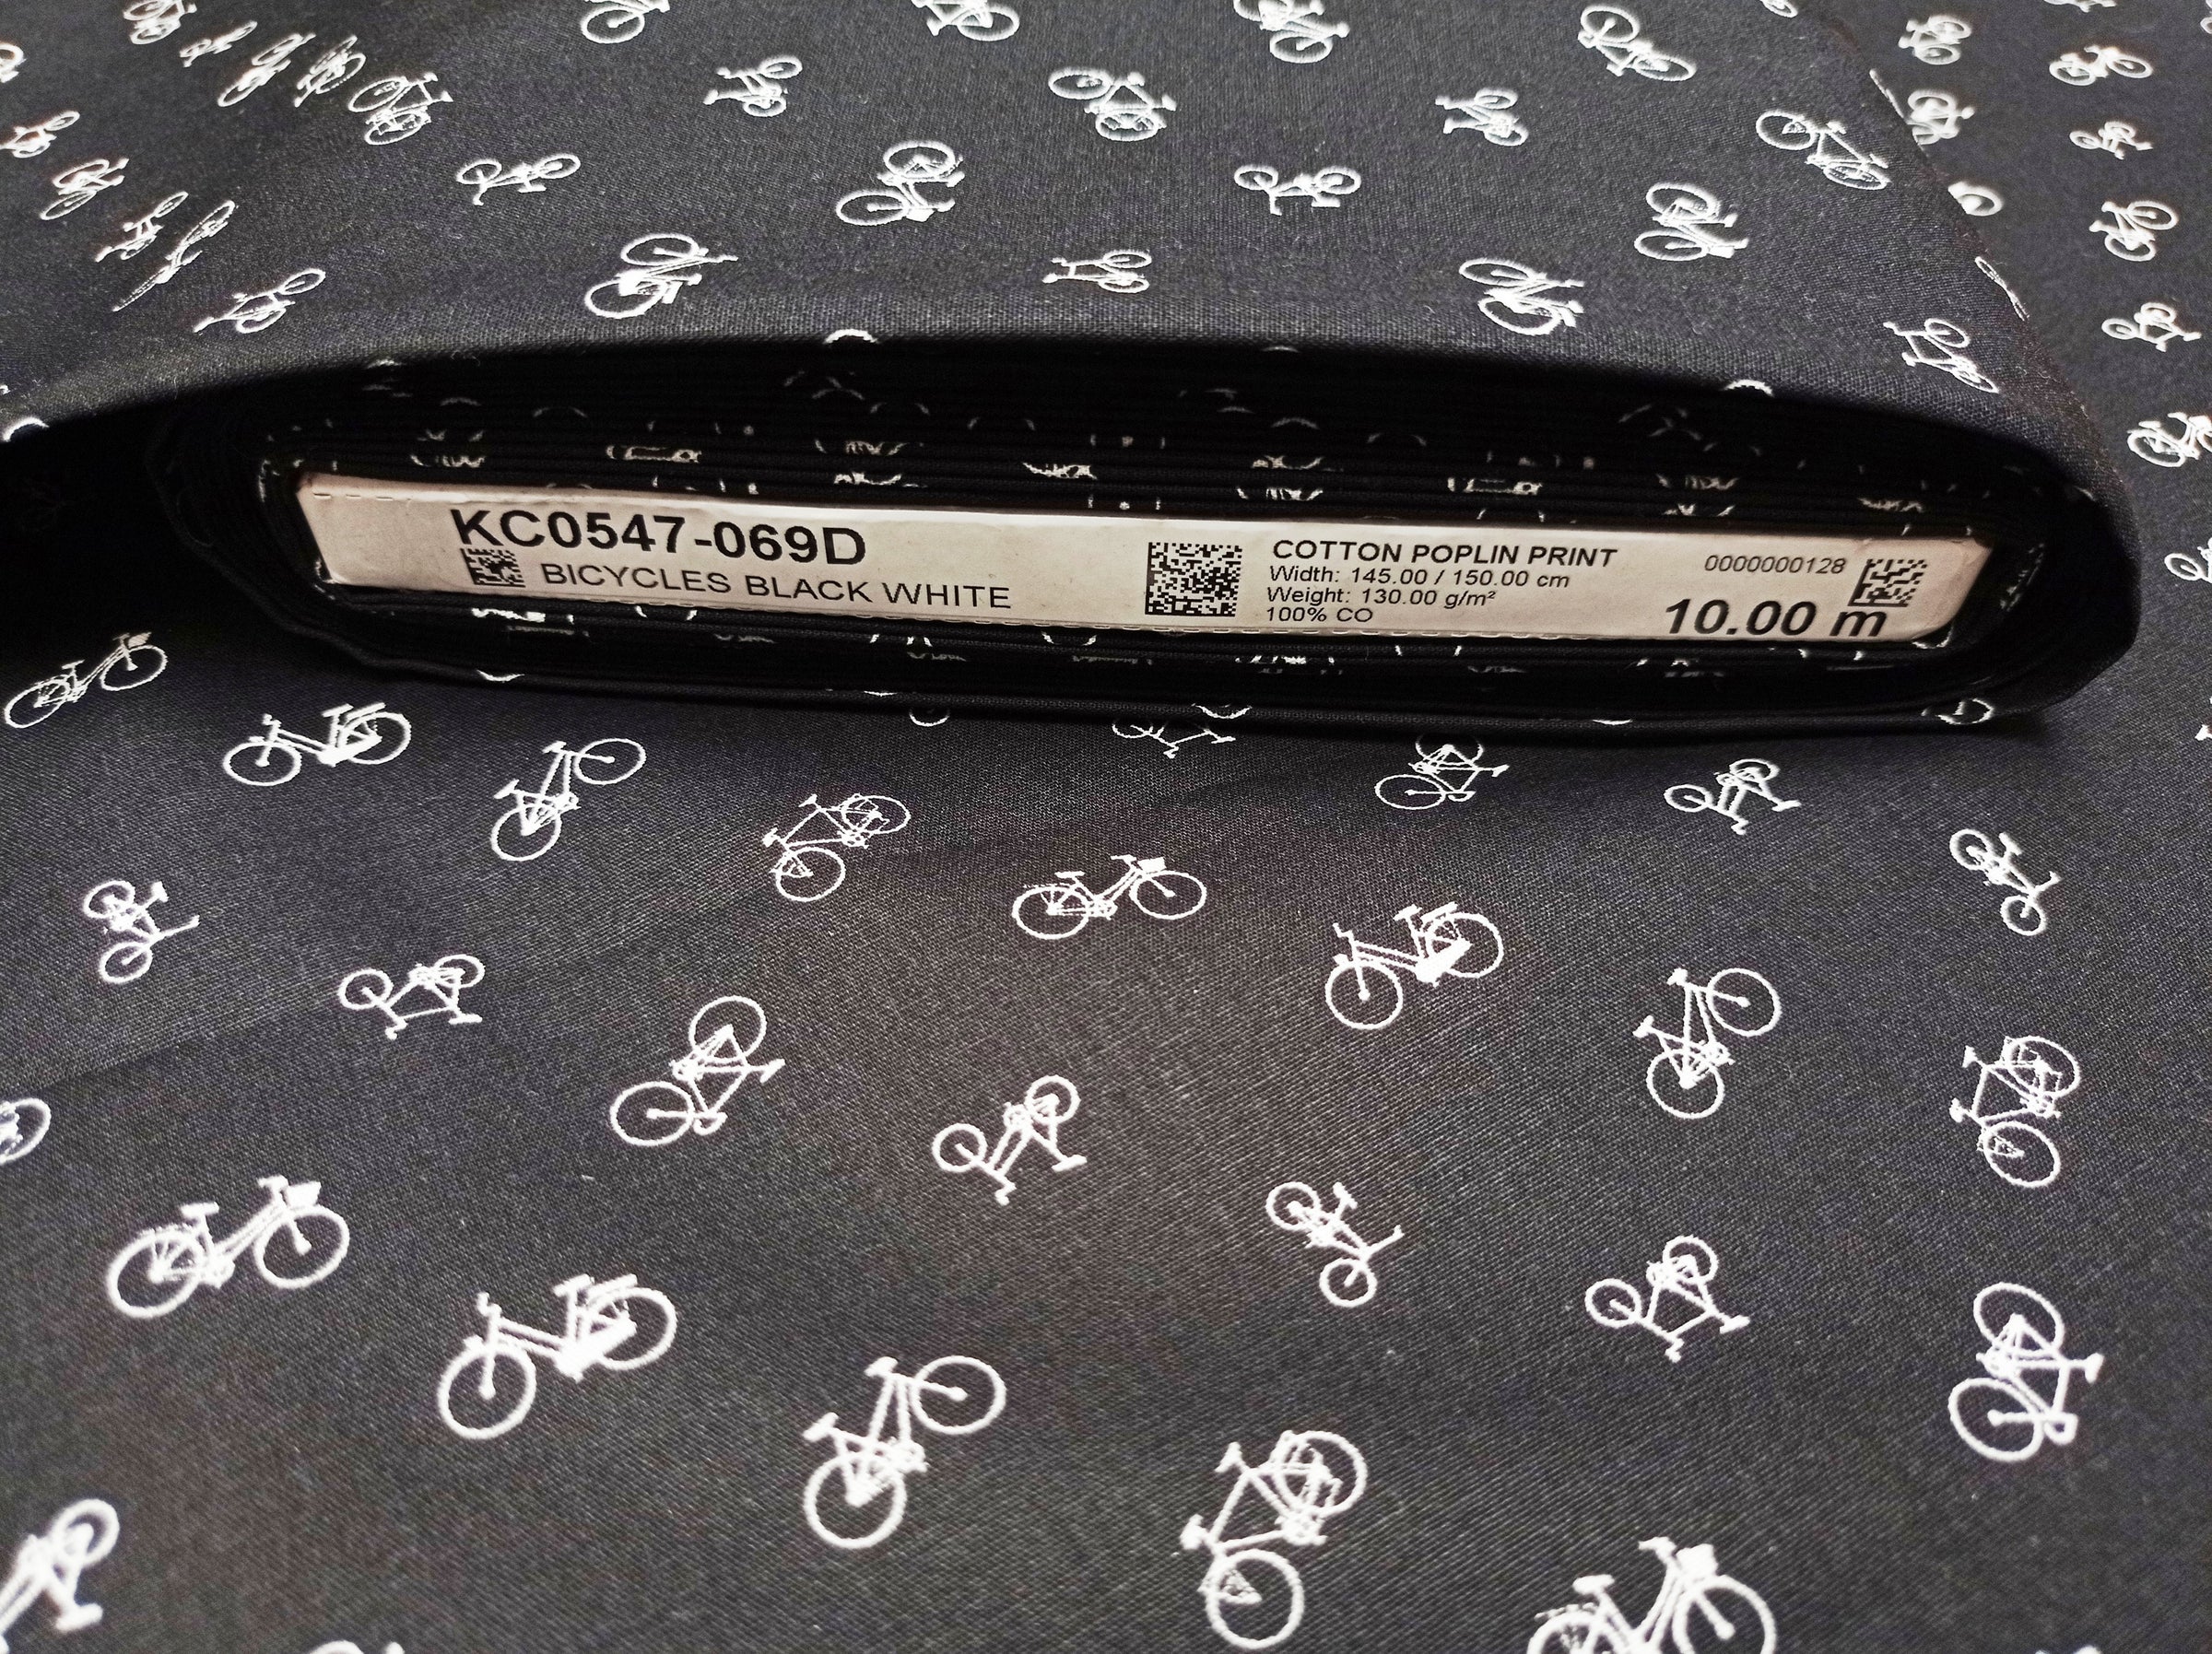 KC0547-069D
BICYCLES BLACK WHITE
COTTON POPLIN PRINT
Width: 145.00 / 150.00 cm
Weight: 130.00 g/m²
100% CO
0000000128
10.00 m